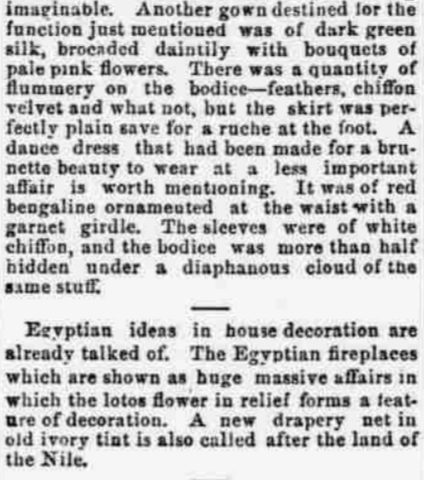 imaginable. Another gown destined for the
function just mentioned was of dark green
silk, brocaded daintily with bouquets of
pale pink flowers. There was a quantity of
flummery on the bodice—feathers, chiffon
velvet and what not, but the skirt was per-
fectly plain save for a ruche at the foot. A
dance dress that had been made for a bru-
nette beauty to wear at a less important
affair is worth mentioning. It was of red
bengaline ornamented at the waist with a
garnet girdle. The sleeves were of white
chiffon, and the bodice was more than half
hidden under a diaphanous cloud of the
same stuff.
Egyptian ideas in house decoration are
already talked of. The Egyptian fireplaces
which are shown as huge massive affairs in
which the lotos flower in relief forms a feat-
ure of decoration. A new drapery net in
old ivory tint is also called after the land of
the Nile.